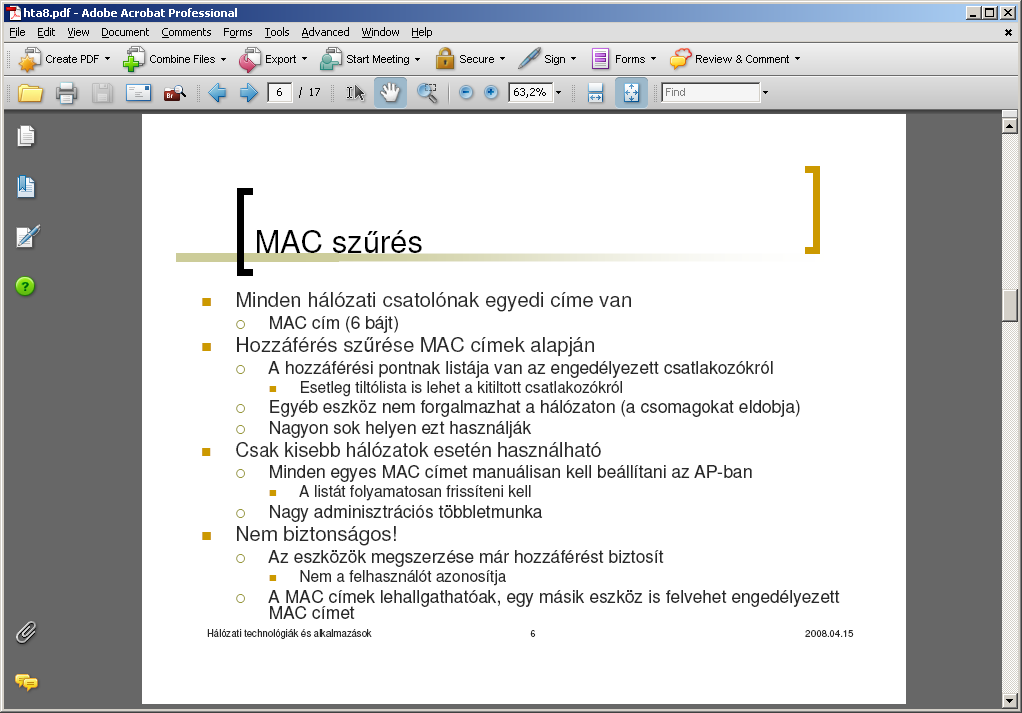 hta8.pdf - Adobe Acrobat Professional
File Edit View Document Comments Forms Tools Advanced Window Help
Create PDF Combine Files Export Start Meeting Secure Sign Forms Review & Comment
6 / 17 63,2% Find
MAC szűrés
Minden hálózati csatolónak egyedi címe van
MAC cím (6 bájt)
Hozzáférés szűrése MAC címek alapján
A hozzáférési pontnak listája van az engedélyezett csatlakozókról
Esetleg tiltólista is lehet a kitiltott csatlakozókról
Egyéb eszköz nem forgalmazhat a hálózaton (a csomagokat eldobja)
Nagyon sok helyen ezt használják
Csak kisebb hálózatok esetén használható
Minden egyes MAC címet manuálisan kell beállítani az AP-ban
A listát folyamatosan frissíteni kell
Nagy adminisztrációs többletmunka
Nem biztonságos!
Az eszközök megszerzése már hozzáférést biztosít
Nem a felhasználót azonosítja
A MAC címek lehallgathatóak, egy másik eszköz is felvehet engedélyezett
MAC címet
Hálózati technológiák és alkalmazások 6 2008.04.15